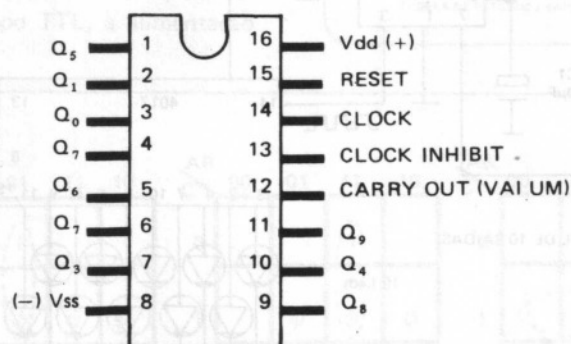 Q5 1 16 Vdd (+)
Q1 2 15 RESET
Q0 3 14 CLOCK
Q7 4 13 CLOCK INHIBIT
Q6 5 12 CARRY OUT (VAI UM)
Q7 6 11 Q9
Q3 7 10 Q4
(−) Vss 8 9 Q8